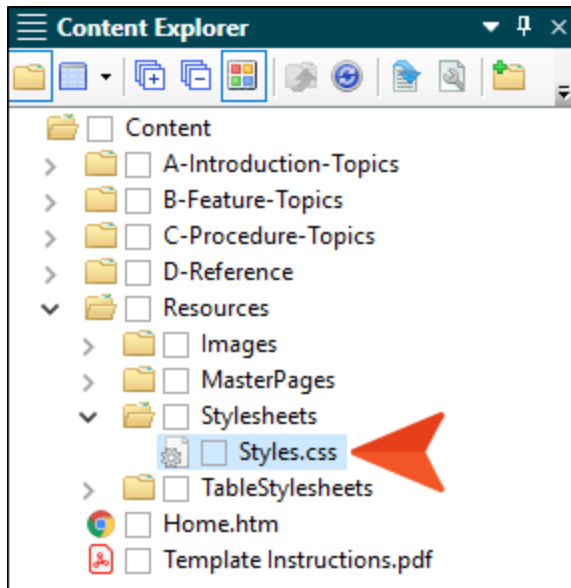 Content Explorer
Content
A-Introduction-Topics
B-Feature-Topics
C-Procedure-Topics
D-Reference
Resources
Images
MasterPages
Stylesheets
Styles.css
TableStylesheets
Home.htm
Template Instructions.pdf